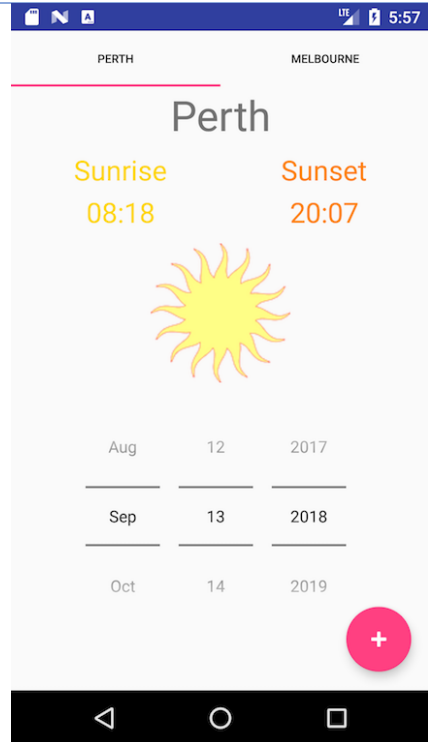 LTE 5:57
PERTH MELBOURNE
Perth
Sunrise Sunset
08:18 20:07
Aug 12 2017
Sep 13 2018
Oct 14 2019
+